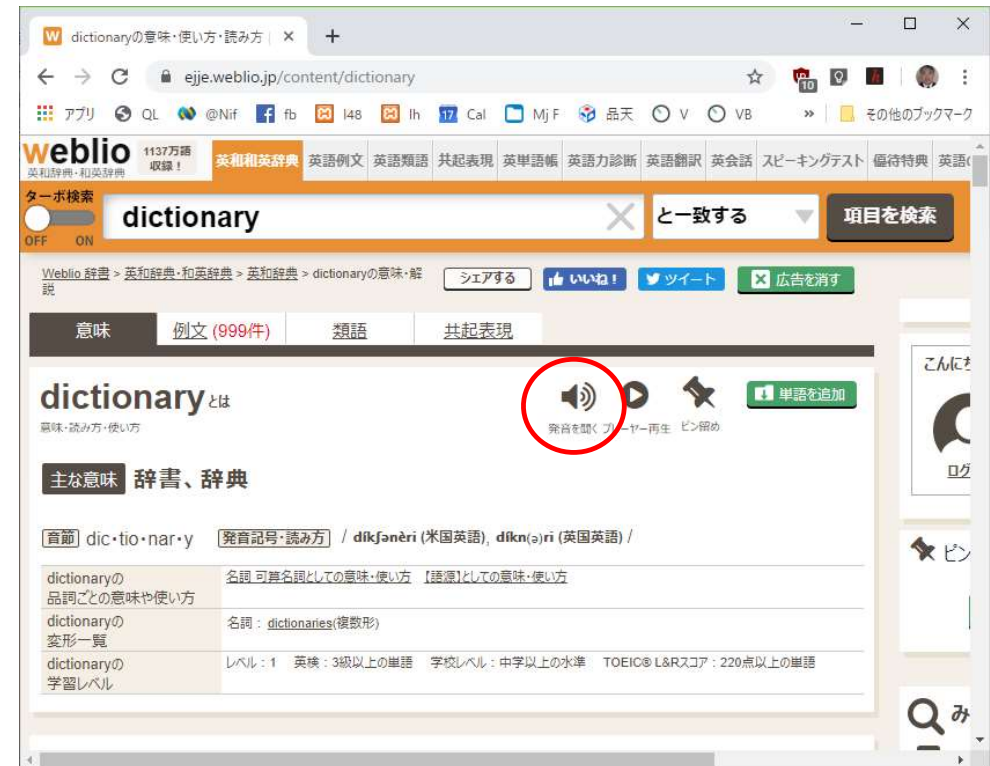 dictionaryの意味・使い方・読み方
ejje.weblio.jp/content/dictionary
10
アプリ QL @Nif fb l48 lh 17 Cal Mj F 品天 V VB » その他のブックマーク
weblio 英和辞典・和英辞典 1137万語収録！ 英和和英辞典 英語例文 英語類語 共起表現 英単語帳 英語力診断 英語翻訳 英会話 スピーキングテスト 優待特典 英語
ターボ検索
OFF ON
dictionary と一致する 項目を検索
Weblio 辞書 > 英和辞典・和英辞典 > 英和辞典 > dictionaryの意味・解説
シェアする いいね！ ツイート 広告を消す
意味 例文 (999件) 類語 共起表現
dictionary とは
意味・読み方・使い方
発音を聞く プレーヤー再生 ピン留め 単語を追加
主な意味 辞書、辞典
音節 dic・tio・nar・y 発音記号・読み方 / díkʃənèri (米国英語), díkn(ə)ri (英国英語) /
dictionaryの
品詞ごとの意味や使い方
名詞 可算名詞としての意味・使い方 【語源】としての意味・使い方
dictionaryの
変形一覧
名詞 : dictionaries(複数形)
dictionaryの
学習レベル
レベル : 1 英検 : 3級以上の単語 学校レベル : 中学以上の水準 TOEIC® L&Rスコア : 220点以上の単語
こんにち
ログ
ピン
み